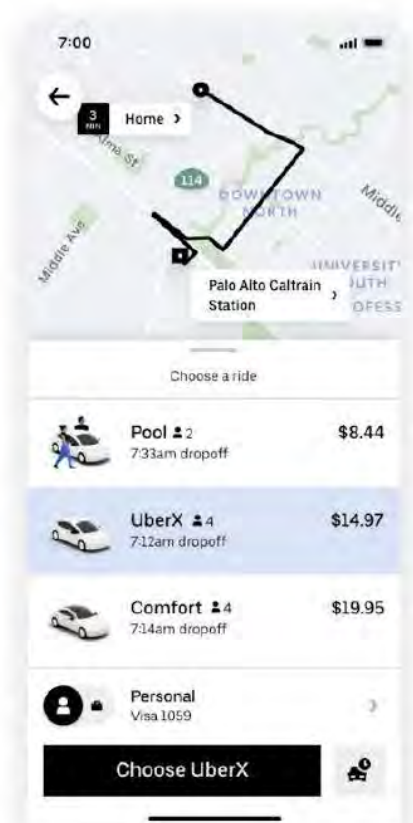 7:00
3
MIN
Home
Alma St
114
DOWNTOWN
NORTH
Middle
Middle Ave
UNIVERSIT
Palo Alto Caltrain
Station
OFESS
Choose a ride
Pool 2
$8.44
7:33am dropoff
UberX 4
$14.97
7:12am dropoff
Comfort 4
$19.95
7:14am dropoff
Personal
Visa 1059
Choose UberX